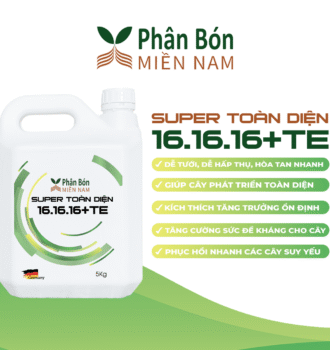 Phân Bón
MIỀN NAM
SUPER TOÀN DIỆN
16.16.16+TE
DỄ TƯỚI, DỄ HẤP THỤ, HÒA TAN NHANH
GIÚP CÂY PHÁT TRIỂN TOÀN DIỆN
KÍCH THÍCH TĂNG TRƯỞNG ỔN ĐỊNH
TĂNG CƯỜNG SỨC ĐỀ KHÁNG CHO CÂY
PHỤC HỒI NHANH CÁC CÂY SUY YẾU
Phân Bón
MIỀN NAM
SUPER TOÀN DIỆN
16.16.16+TE
Germany
5Kg